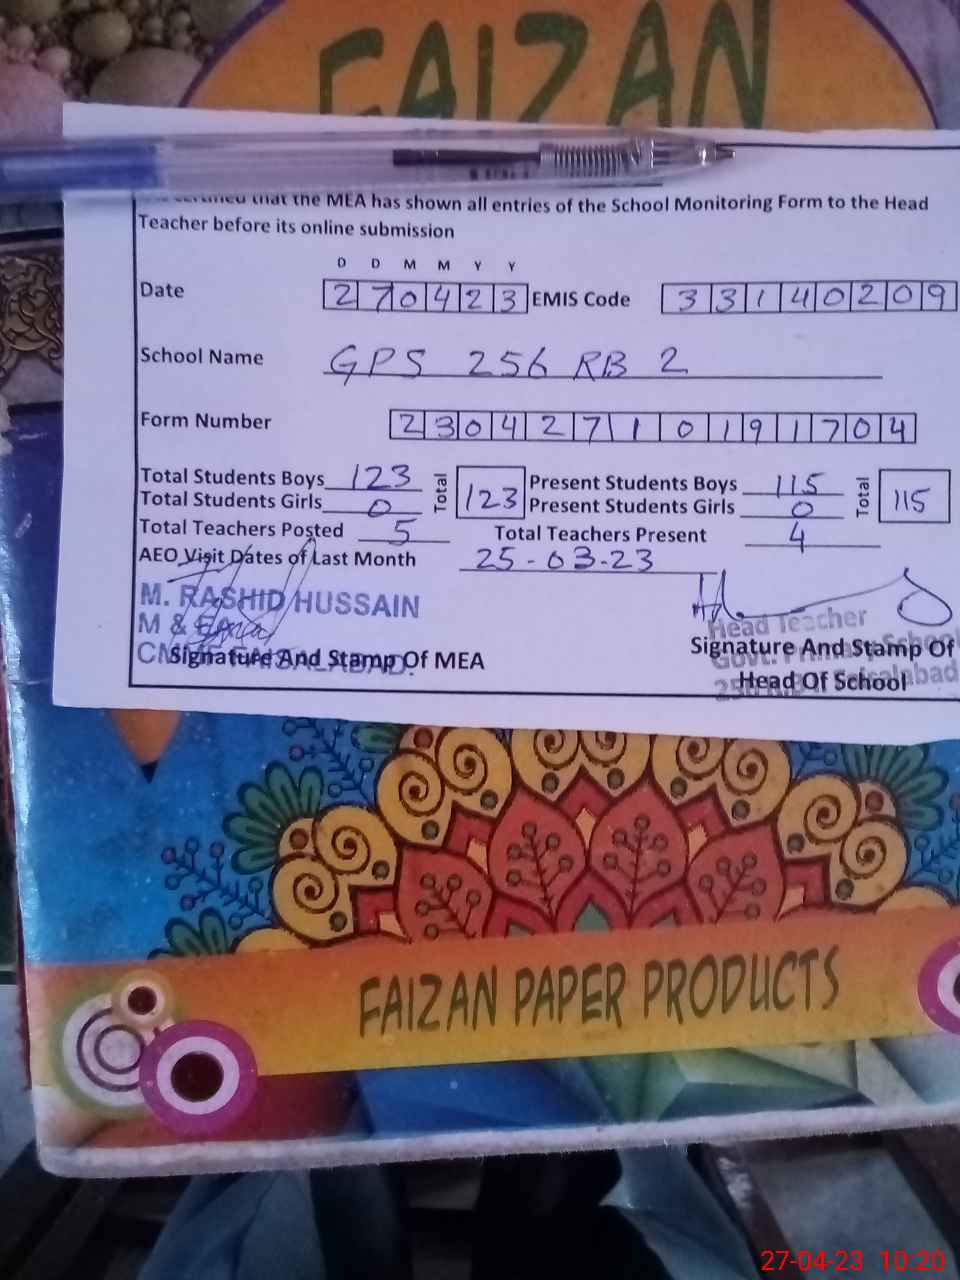 FAIZAN
certified that the MEA has shown all entries of the School Monitoring Form to the Head
Teacher before its online submission
D D M M Y Y
Date 270423 EMIS Code 33140209
School Name GPS 256 RB 2
Form Number 23042710191704
Total Students Boys 123 Total 123 Present Students Boys 115 Total 115
Total Students Girls 0 Present Students Girls 0
Total Teachers Posted 5 Total Teachers Present 4
AEO Visit Dates of Last Month 25-03-23
M. RASHID HUSSAIN
M &
Head Teacher
Signature And Stamp Of MEA
Signature And Stamp Of
Govt. Primary School
Head Of School
Faisalabad
FAIZAN PAPER PRODUCTS
27-04-23 10:20